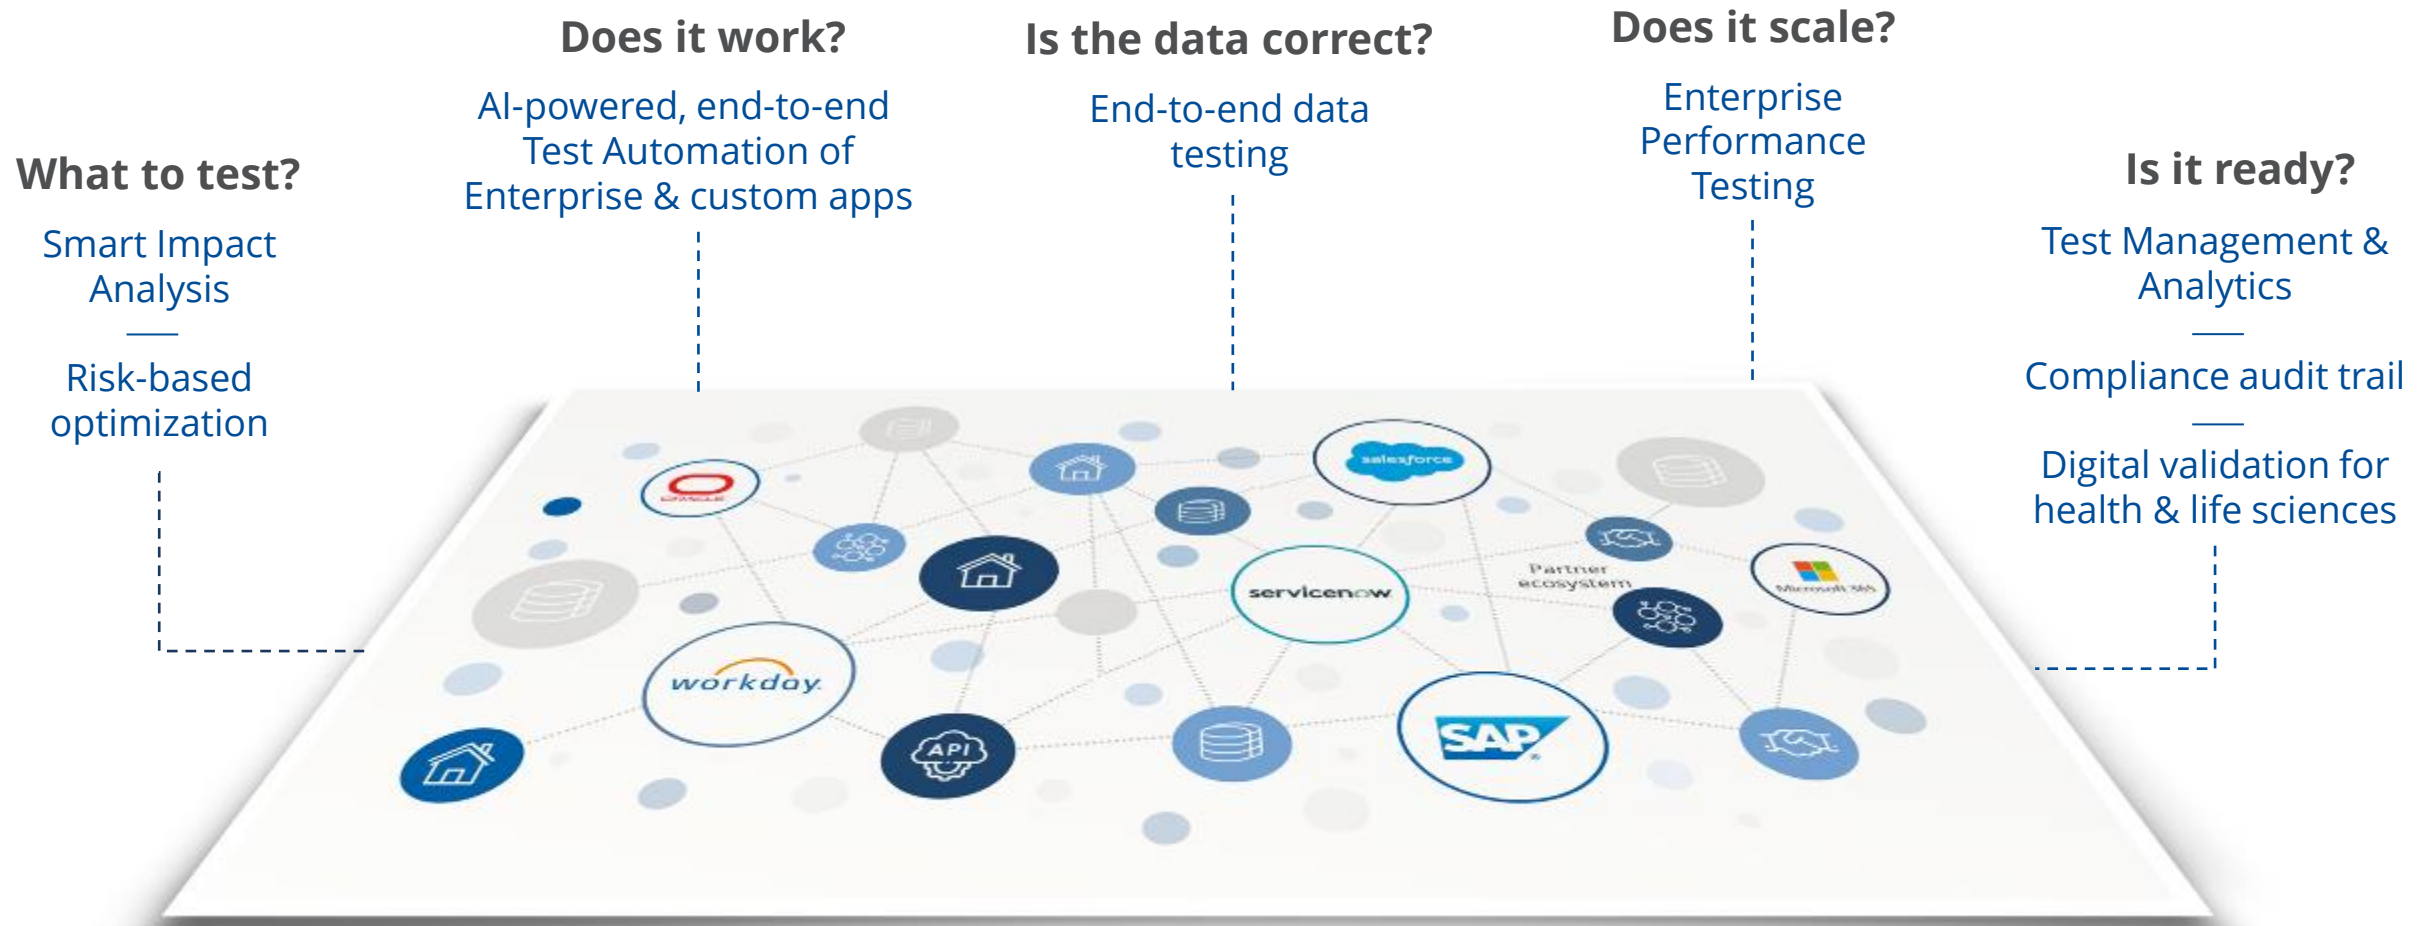 What to test?
Smart Impact
Analysis
Risk-based
optimization
Does it work?
AI-powered, end-to-end
Test Automation of
Enterprise & custom apps
Is the data correct?
End-to-end data
testing
Does it scale?
Enterprise
Performance
Testing
Is it ready?
Test Management &
Analytics
Compliance audit trail
Digital validation for
health & life sciences
ORACLE
salesforce
servicenow
Partner
ecosystem
Microsoft 365
workday.
API
SAP®